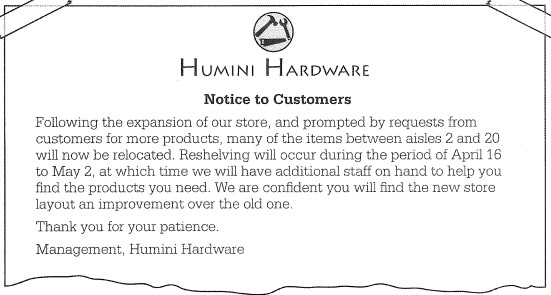 HUMINI HARDWARE
Notice to Customers
Following the expansion of our store, and prompted by requests from
customers for more products, many of the items between aisles 2 and 20
will now be relocated. Reshelving will occur during the period of April 16
to May 2, at which time we will have additional staff on hand to help you
find the products you need. We are confident you will find the new store
layout an improvement over the old one.
Thank you for your patience.
Management, Humini Hardware